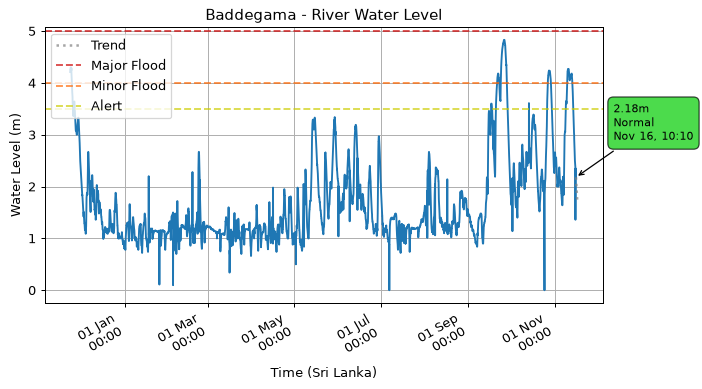 Baddegama - River Water Level
Trend
Major Flood
Minor Flood
Alert
2.18m
Normal
Nov 16, 10:10
Water Level (m)
5
4
3
2
1
0
01 Jan
00:00
01 Mar
00:00
01 May
00:00
01 Jul
00:00
01 Sep
00:00
01 Nov
00:00
Time (Sri Lanka)